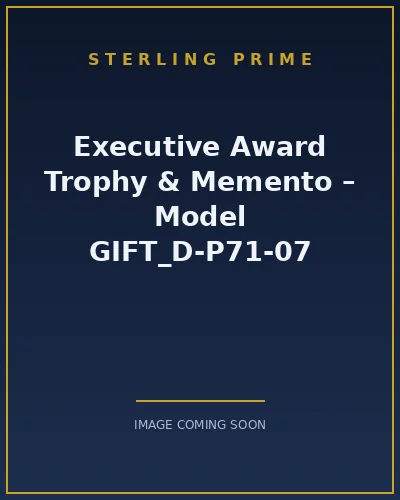 STERLING PRIME
Executive Award
Trophy & Memento –
Model
GIFT_D-P71-07
IMAGE COMING SOON